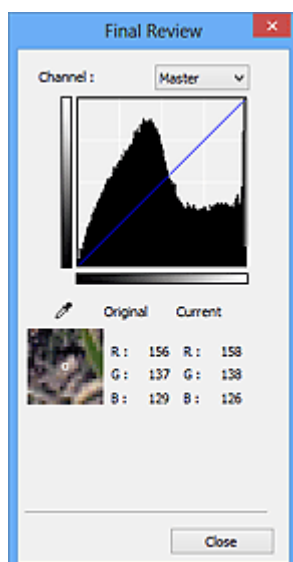 Final Review
Channel : Master
Original Current
R : 156 R : 158
G : 137 G : 138
B : 129 B : 126
Close